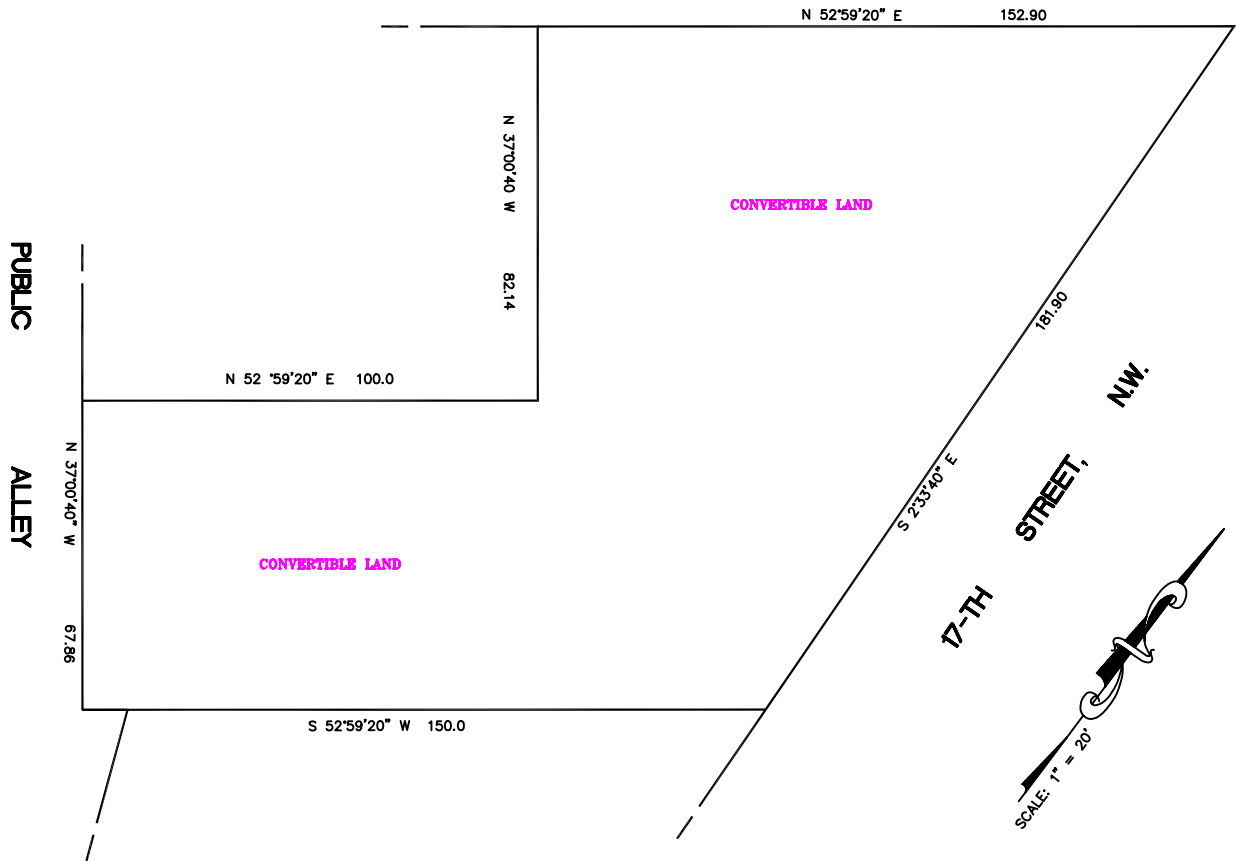 N 52°59'20" E 152.90
N 37°00'40 W 82.14
CONVERTIBLE LAND
181.90
PUBLIC ALLEY
N 52 °59'20" E 100.0
S 2°33'40" E
17-TH STREET, N.W.
N 37°00'40" W 67.86
CONVERTIBLE LAND
S 52°59'20" W 150.0
SCALE: 1" = 20'